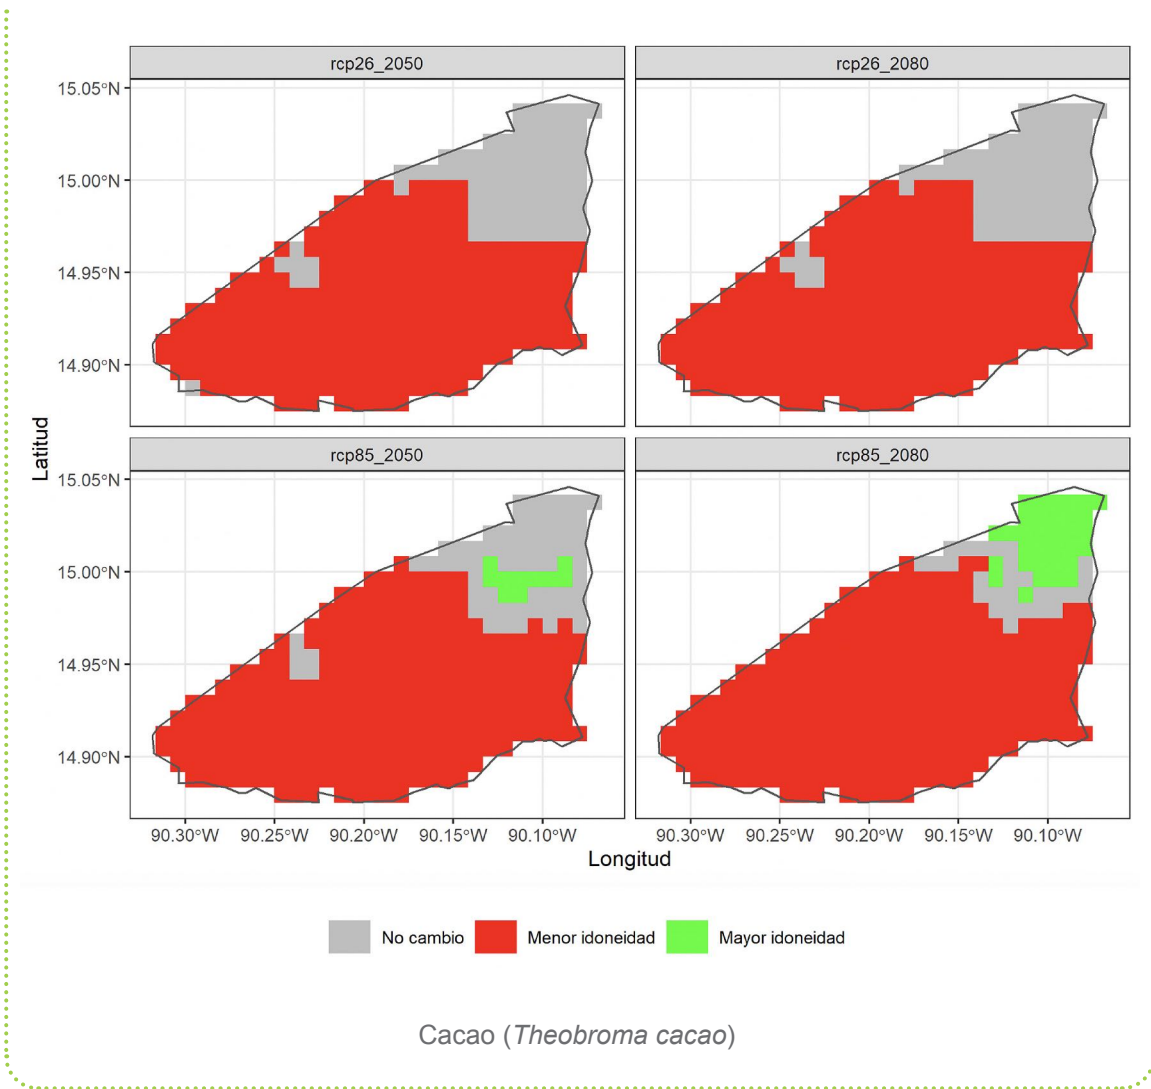 rcp26_2050
rcp26_2080
15.05°N
15.00°N
14.95°N
14.90°N
Latitud
rcp85_2050
rcp85_2080
15.05°N
15.00°N
14.95°N
14.90°N
90.30°W 90.25°W 90.20°W 90.15°W 90.10°W
90.30°W 90.25°W 90.20°W 90.15°W 90.10°W
Longitud
No cambio Menor idoneidad Mayor idoneidad
Cacao (Theobroma cacao)